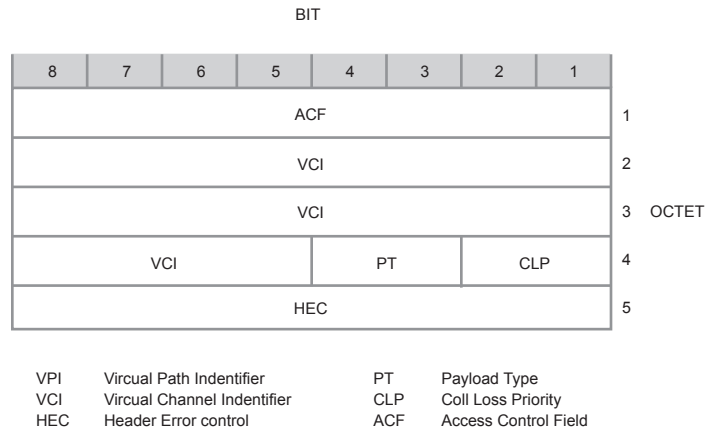 BIT
8 7 6 5 4 3 2 1
ACF 1
VCI 2
VCI 3 OCTET
VCI PT CLP 4
HEC 5
VPI Vircual Path Indentifier PT Payload Type
VCI Vircual Channel Indentifier CLP Coll Loss Priority
HEC Header Error control ACF Access Control Field